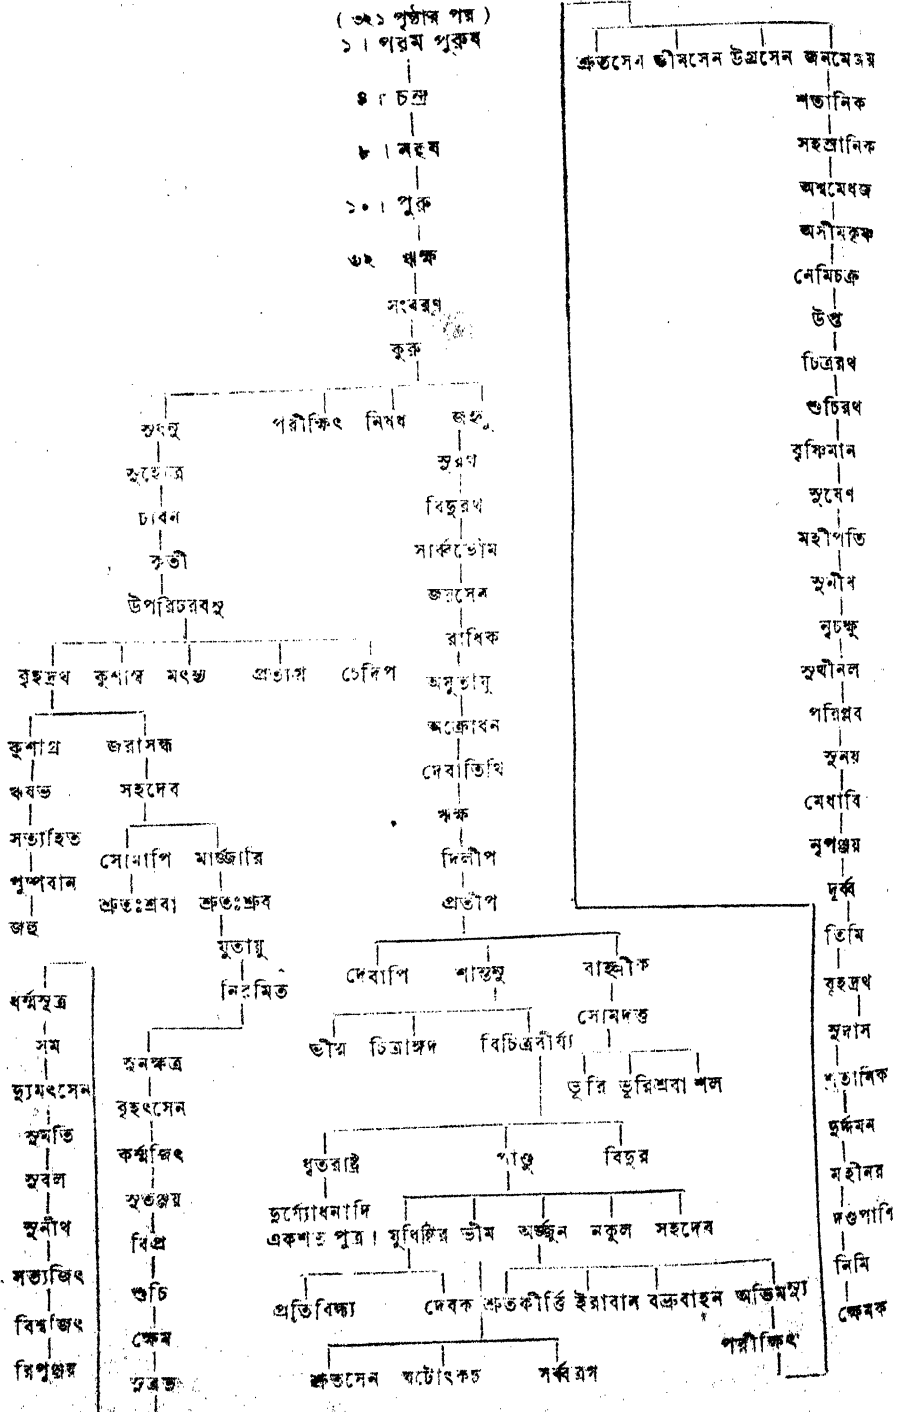 ( ৩২১ পৃষ্ঠার পর )
১ । পরম পুরুষ
৪ । চন্দ্র
৮ । নহুষ
১০ । পুরু
৩২ ঋক্ষ
সংবরণ
কুরু
সুধনু পরীক্ষিৎ নিষধ জহ্নু
সুহোত্র
চ্যবন
কৃতী
উপরিচরবসু
বৃহদ্রথ কুশাম্ব মৎস্য প্রত্যগ্র চেদিপ
কুশাগ্র জরাসন্ধ
ঋষভ সহদেব
সত্যহিত সোমাপি মার্জ্জারি
পুষ্পবান শ্রুতঃশ্রবা শ্রুতঃশ্রব
জহু যুতায়ু
নিরমিত
সুনক্ষত্র
বৃহৎসেন
কর্ম্মজিৎ
সুতঞ্জয়
বিপ্র
শুচি
ক্ষেম
সুব্রত
ধর্ম্মসূত্র
সম
দ্যুমৎসেন
সুমতি
সুবল
সুনীথ
সত্যজিৎ
বিশ্বজিৎ
রিপুঞ্জয়
সুরথ
বিদুরথ
সার্ব্বভৌম
জয়সেন
রাধিক
অযুতায়ু
অক্রোধন
দেবাতিথি
ঋক্ষ
দিলীপ
প্রতীপ
দেবাপি শান্তনু বাহ্লীক
ভীষ্ম চিত্রাঙ্গদ বিচিত্রবীর্য্য সোমদত্ত
ভূরি ভূরিশ্রবা শল
ধৃতরাষ্ট্র পাণ্ডু বিদুর
দুর্য্যোধনাদি
একশত পুত্র । যুধিষ্ঠির ভীম অর্জ্জুন নকুল সহদেব
প্রতিবিন্ধ্য দেবক শ্রুতকীর্ত্তি ইরাবান বভ্রুবাহন অভিমন্যু
শ্রুতসেন ঘটোৎকচ সর্ব্বত্রগ পরীক্ষিৎ
শ্রুতসেন ভীমসেন উগ্রসেন জনমেজয়
শতানিক
সহস্রানিক
অশ্বমেধজ
অসীমকৃষ্ণ
নেমিচক্র
উপ্ত
চিত্ররথ
শুচিরথ
বৃষ্ণিমান
সুষেণ
মহীপতি
সুনীথ
নৃচক্ষু
সুখীনল
পরিপ্লব
সুনয়
মেধাবি
নৃপঞ্জয়
দূর্ব্ব
তিমি
বৃহদ্রথ
সুদাস
শতানিক
দুর্দ্দমন
মহীনর
দণ্ডপাণি
নিমি
ক্ষেমক